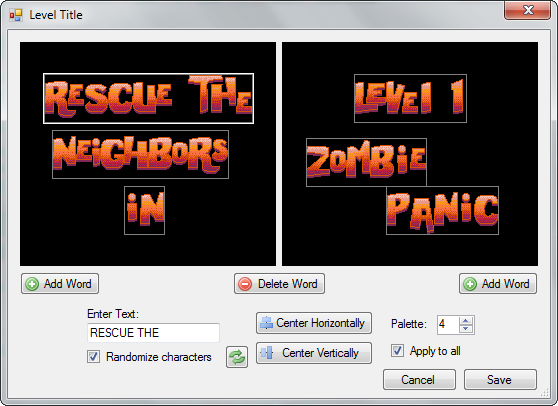 Level Title
RESCUE THE
NEiGHBORS
iN
LEVEl 1
ZOMBiE
PANiC
Add Word
Delete Word
Add Word
Enter Text:
RESCUE THE
Randomize characters
Center Horizontally
Center Vertically
Palette:
4
Apply to all
Cancel
Save